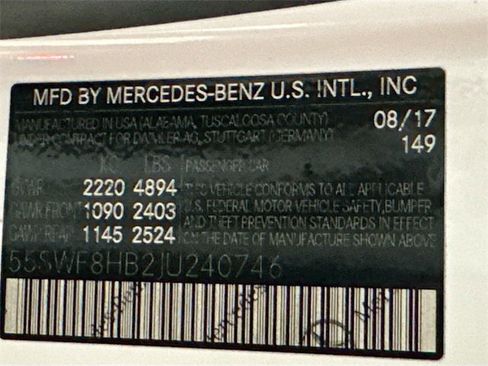 MFD BY MERCEDES-BENZ U.S. INTL., INC
MANUFACTURED IN USA (ALABAMA, TUSCALOOSA COUNTY) 08/17
UNDER CONTRACT FOR DAIMLER AG, STUTTGART (GERMANY) 149
KG LBS PASSENGER CAR
GVWR 2220 4894 THIS VEHICLE CONFORMS TO ALL APPLICABLE
GAWR FRONT 1090 2403 U.S. FEDERAL MOTOR VEHICLE SAFETY, BUMPER
GAWR REAR 1145 2524 AND THEFT PREVENTION STANDARDS IN EFFECT
ON THE DATE OF MANUFACTURE SHOWN ABOVE
55SWF8HB2JU240746